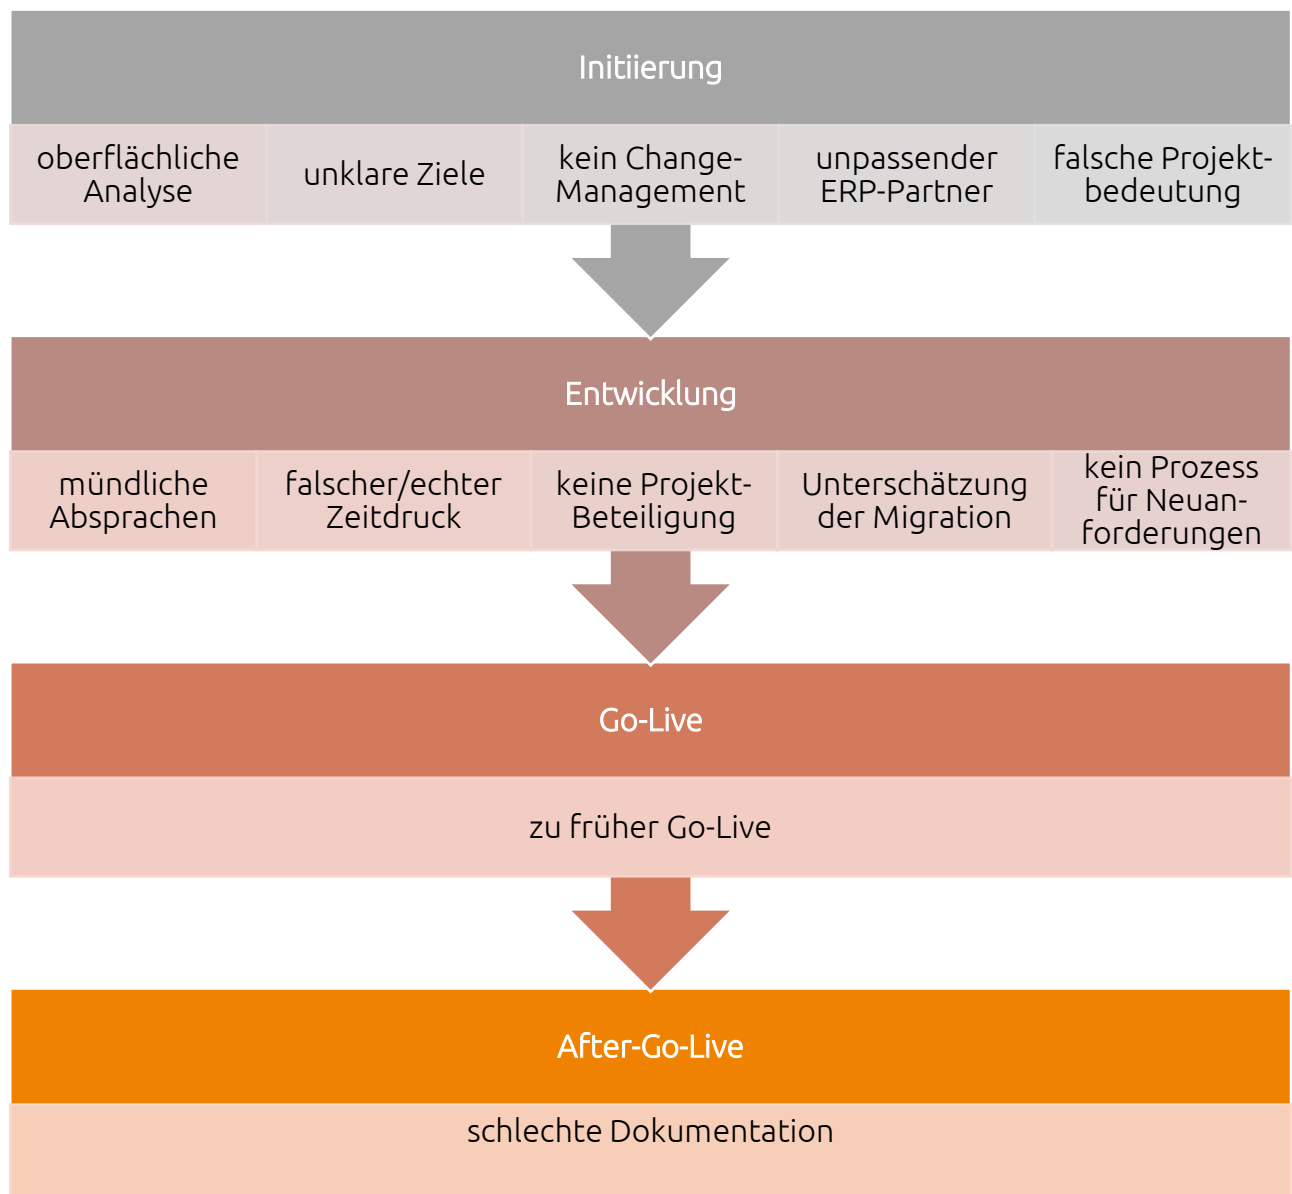 Initiierung
oberflächliche
Analyse
unklare Ziele
kein Change-
Management
unpassender
ERP-Partner
falsche Projekt-
bedeutung
Entwicklung
mündliche
Absprachen
falscher/echter
Zeitdruck
keine Projekt-
Beteiligung
Unterschätzung
der Migration
kein Prozess
für Neuan-
forderungen
Go-Live
zu früher Go-Live
After-Go-Live
schlechte Dokumentation